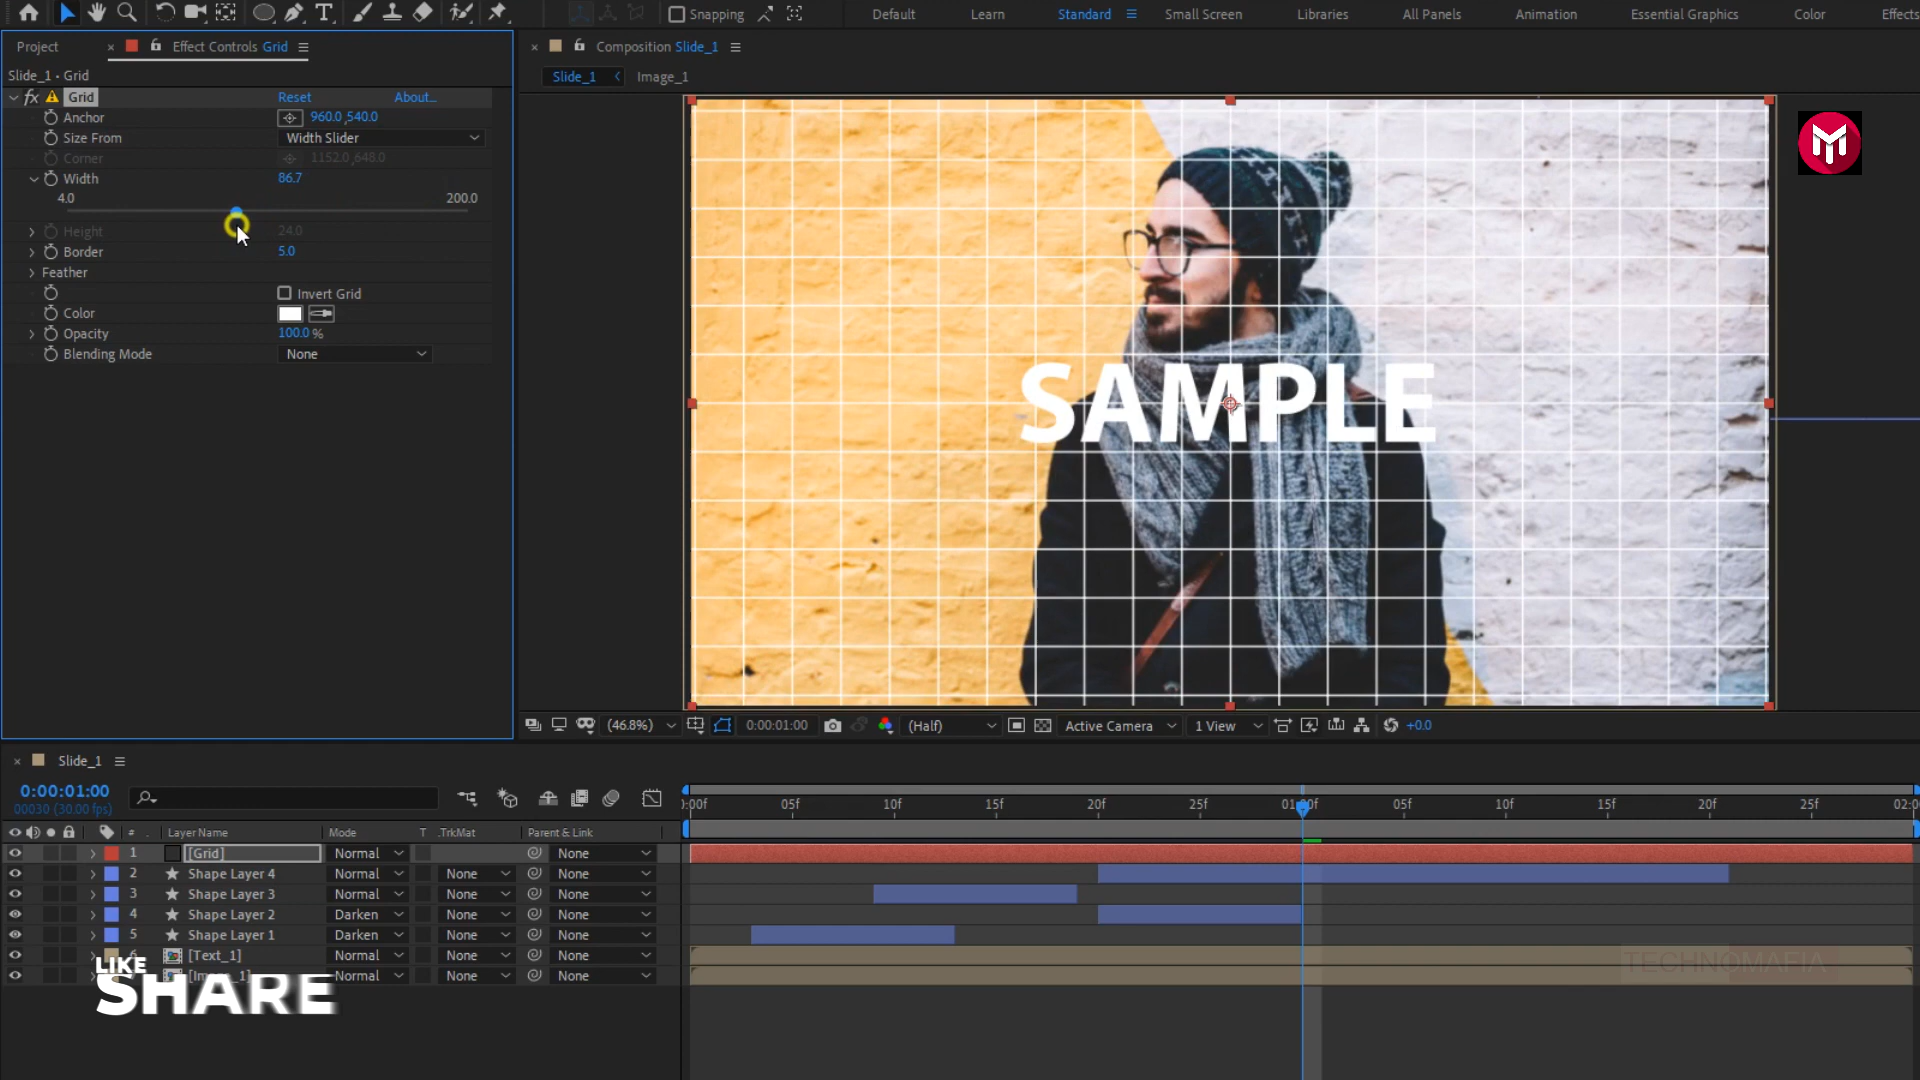 Snapping
Default
Learn
Standard
Small Screen
Libraries
All Panels
Animation
Essential Graphics
Color
Effects
Project
Effect Controls Grid
Composition Slide_1
Slide_1 • Grid
Slide_1
Image_1
fx Grid Reset About...
Anchor 960.0 ,540.0
Size From Width Slider
Corner 1152.0 ,648.0
Width 86.7
4.0 200.0
Height 24.0
Border 5.0
Feather
Invert Grid
Color
Opacity 100.0 %
Blending Mode None
SAMPLE
(46.8%) 0:00:01:00 (Half) Active Camera 1 View +0.0
Slide_1
0:00:01:00
00030 (30.00 fps)
:00f 05f 10f 15f 20f 25f 01:00f 05f 10f 15f 20f 25f 02:0
# Layer Name Mode T .TrkMat Parent & Link
1 [Grid] Normal None
2 Shape Layer 4 Normal None None
3 Shape Layer 3 Normal None None
4 Shape Layer 2 Darken None None
5 Shape Layer 1 Darken None None
6 [Text_1] Normal None None
[Image_1] Normal None None
LIKE
SHARE
TECHNOMAFIA